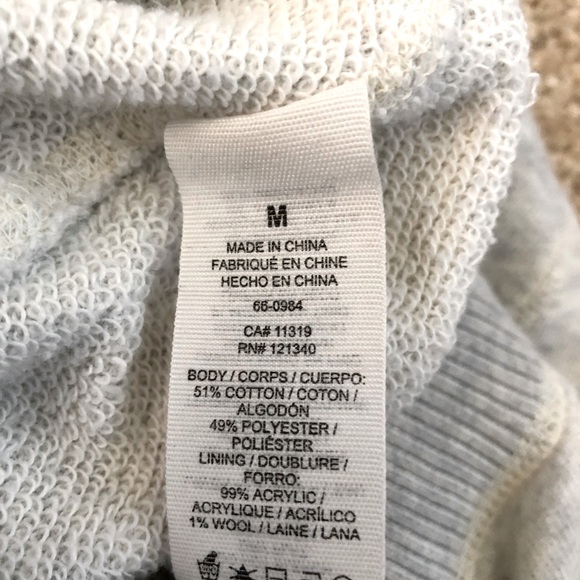 M
MADE IN CHINA
FABRIQUÉ EN CHINE
HECHO EN CHINA
66-0984
CA# 11319
RN# 121340
BODY / CORPS / CUERPO:
51% COTTON / COTON /
ALGODÓN
49% POLYESTER /
POLIÉSTER
LINING / DOUBLURE /
FORRO:
99% ACRYLIC /
ACRYLIQUE / ACRÍLICO
1% WOOL / LAINE / LANA